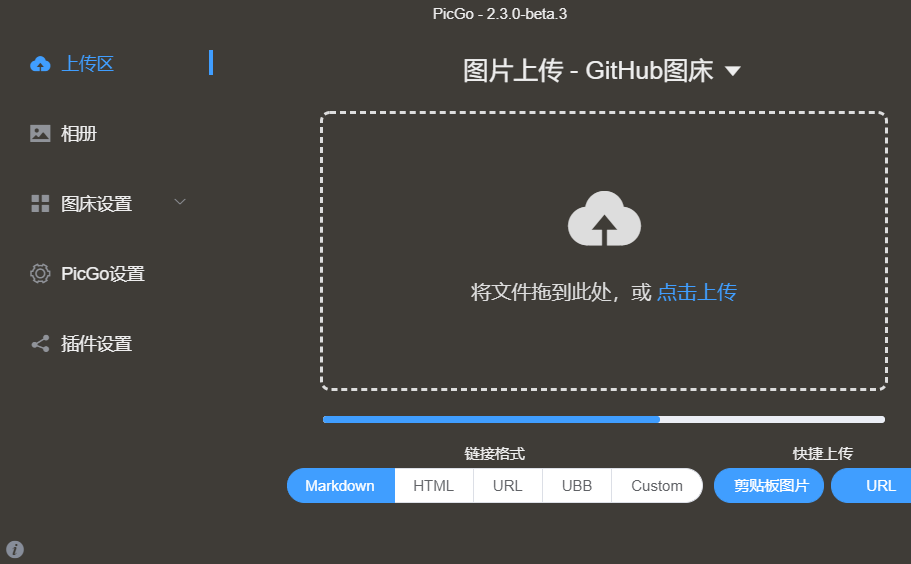 PicGo - 2.3.0-beta.3
上传区
相册
图床设置
PicGo设置
插件设置
图片上传 - GitHub图床
将文件拖到此处，或 点击上传
链接格式
Markdown HTML URL UBB Custom
快捷上传
剪贴板图片 URL
i